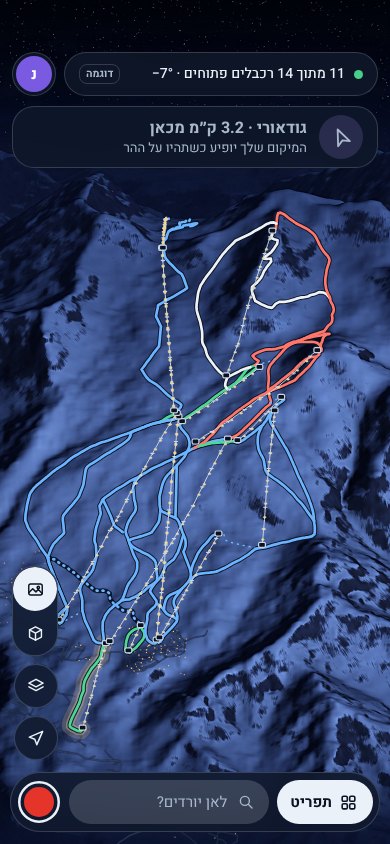 11 מתוך 14 רכבלים פתוחים · 7°−
דוגמה
נ
גודאורי · 3.2 ק״מ מכאן
המיקום שלך יופיע כשתהיו על ההר
לאן יורדים?
תפריט